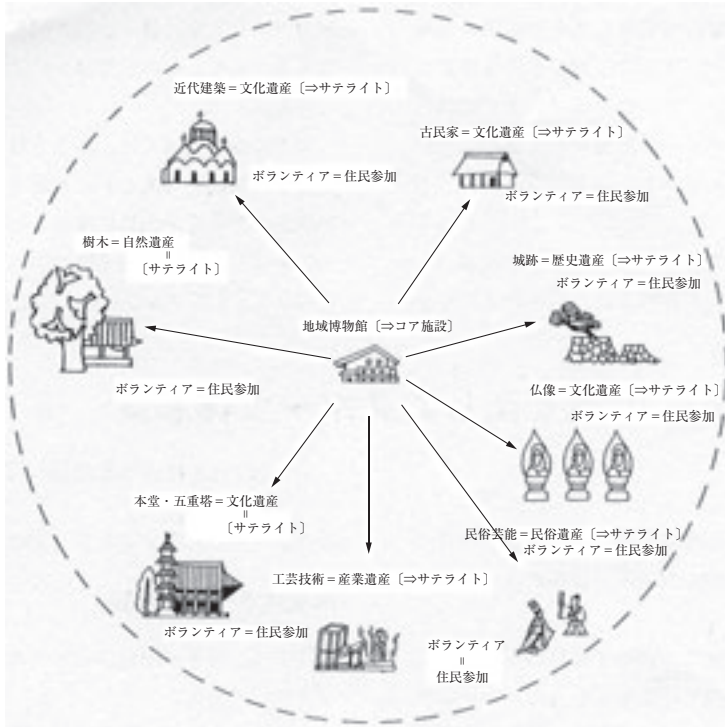 近代建築＝文化遺産〔⇒サテライト〕
ボランティア＝住民参加
古民家＝文化遺産〔⇒サテライト〕
ボランティア＝住民参加
樹木＝自然遺産
＝
〔サテライト〕
ボランティア＝住民参加
城跡＝歴史遺産〔⇒サテライト〕
ボランティア＝住民参加
地域博物館〔⇒コア施設〕
仏像＝文化遺産〔⇒サテライト〕
ボランティア＝住民参加
本堂・五重塔＝文化遺産
＝
〔サテライト〕
ボランティア＝住民参加
民俗芸能＝民俗遺産〔⇒サテライト〕
ボランティア＝住民参加
工芸技術＝産業遺産〔⇒サテライト〕
ボランティア
＝
住民参加